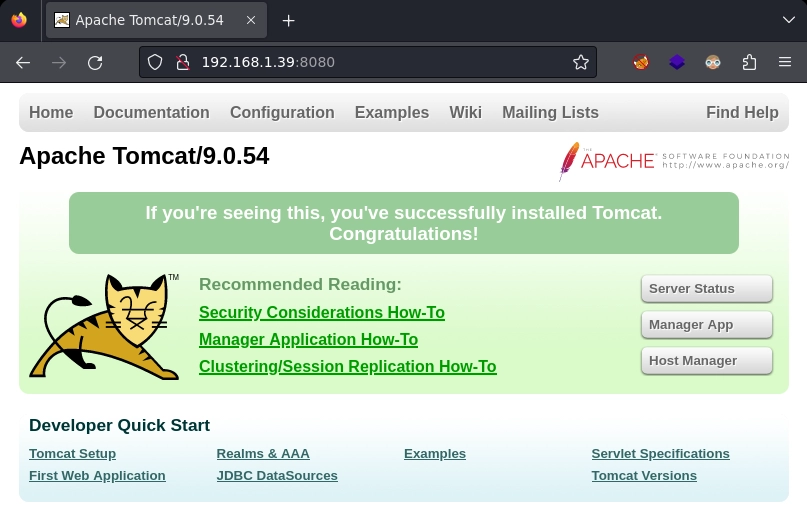 Apache Tomcat/9.0.54
192.168.1.39:8080
Home Documentation Configuration Examples Wiki Mailing Lists Find Help
Apache Tomcat/9.0.54
THE APACHE SOFTWARE FOUNDATION
http://www.apache.org/
If you're seeing this, you've successfully installed Tomcat.
Congratulations!
TM
Recommended Reading:
Security Considerations How-To
Manager Application How-To
Clustering/Session Replication How-To
Server Status
Manager App
Host Manager
Developer Quick Start
Tomcat Setup Realms & AAA Examples Servlet Specifications
First Web Application JDBC DataSources Tomcat Versions